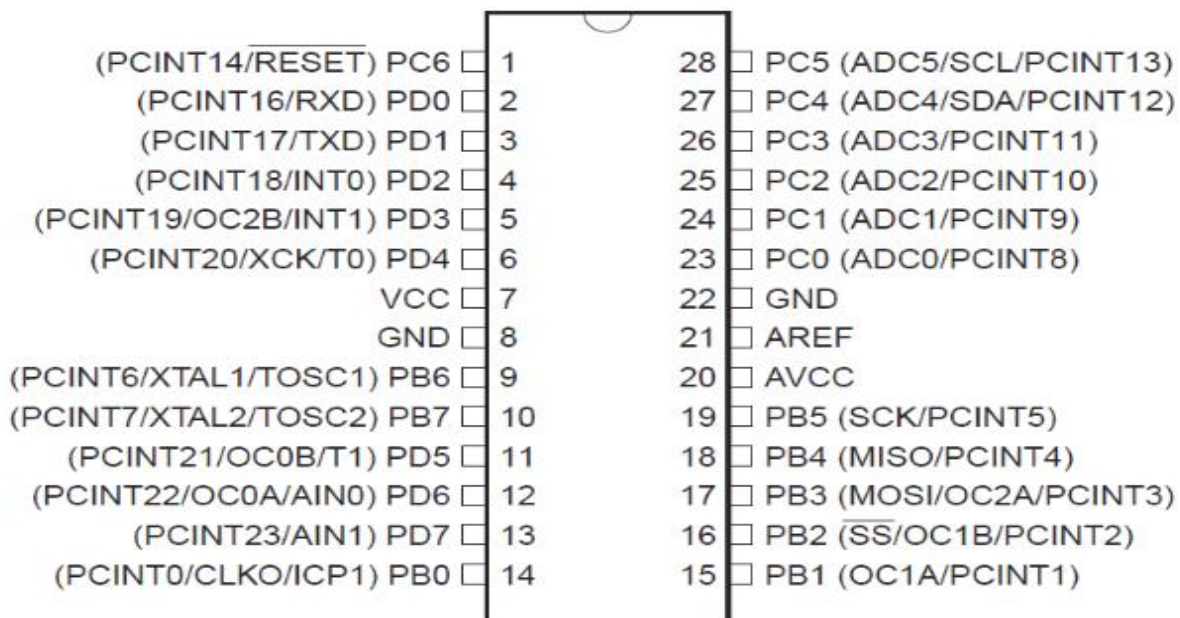 (PCINT14/RESET) PC6 1 28 PC5 (ADC5/SCL/PCINT13)
(PCINT16/RXD) PD0 2 27 PC4 (ADC4/SDA/PCINT12)
(PCINT17/TXD) PD1 3 26 PC3 (ADC3/PCINT11)
(PCINT18/INT0) PD2 4 25 PC2 (ADC2/PCINT10)
(PCINT19/OC2B/INT1) PD3 5 24 PC1 (ADC1/PCINT9)
(PCINT20/XCK/T0) PD4 6 23 PC0 (ADC0/PCINT8)
VCC 7 22 GND
GND 8 21 AREF
(PCINT6/XTAL1/TOSC1) PB6 9 20 AVCC
(PCINT7/XTAL2/TOSC2) PB7 10 19 PB5 (SCK/PCINT5)
(PCINT21/OC0B/T1) PD5 11 18 PB4 (MISO/PCINT4)
(PCINT22/OC0A/AIN0) PD6 12 17 PB3 (MOSI/OC2A/PCINT3)
(PCINT23/AIN1) PD7 13 16 PB2 (SS/OC1B/PCINT2)
(PCINT0/CLKO/ICP1) PB0 14 15 PB1 (OC1A/PCINT1)